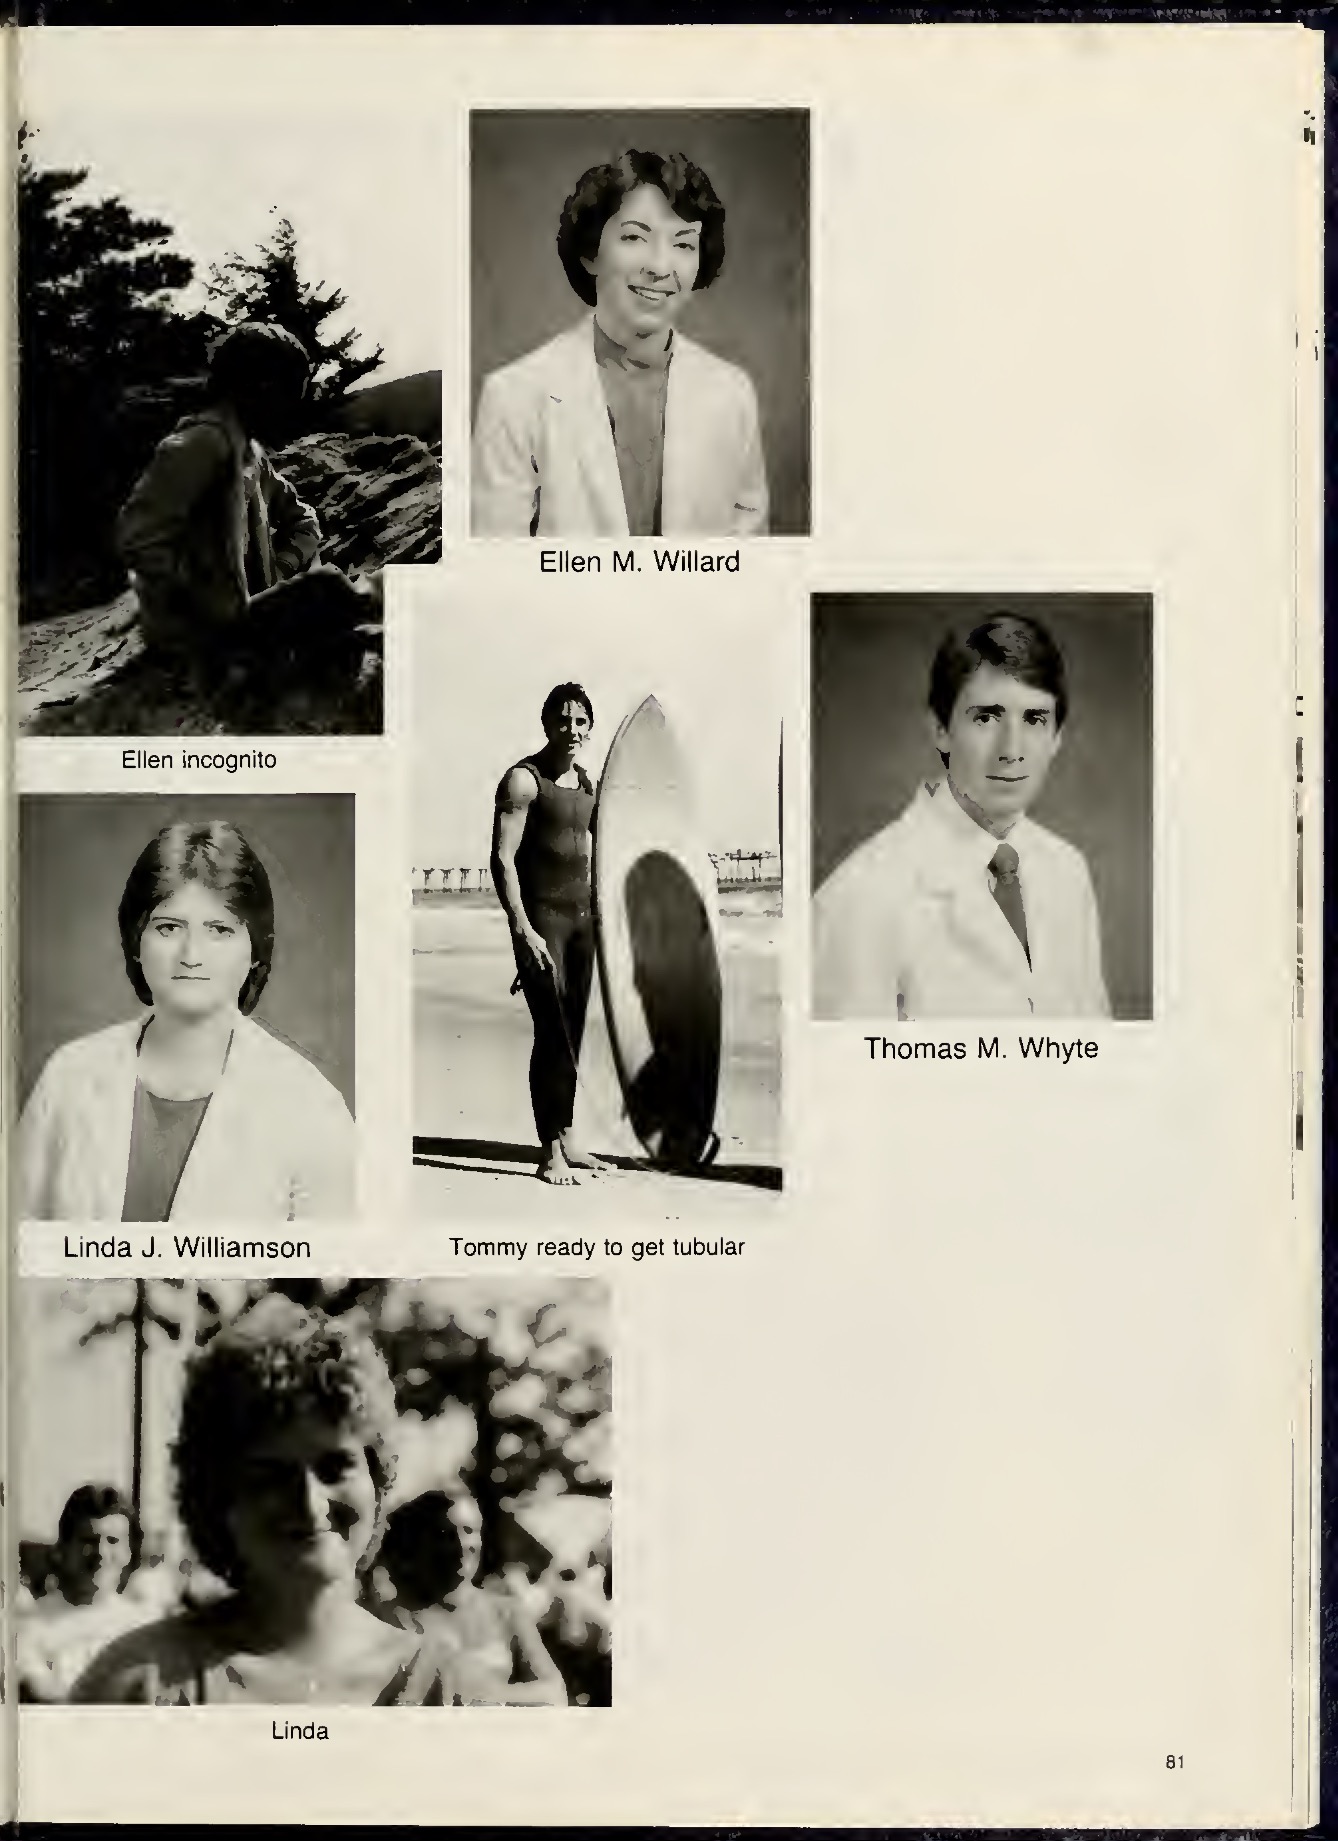 Ellen M. Willard
Ellen incognito
Thomas M. Whyte
Linda J. Williamson
Tommy ready to get tubular
Linda
81